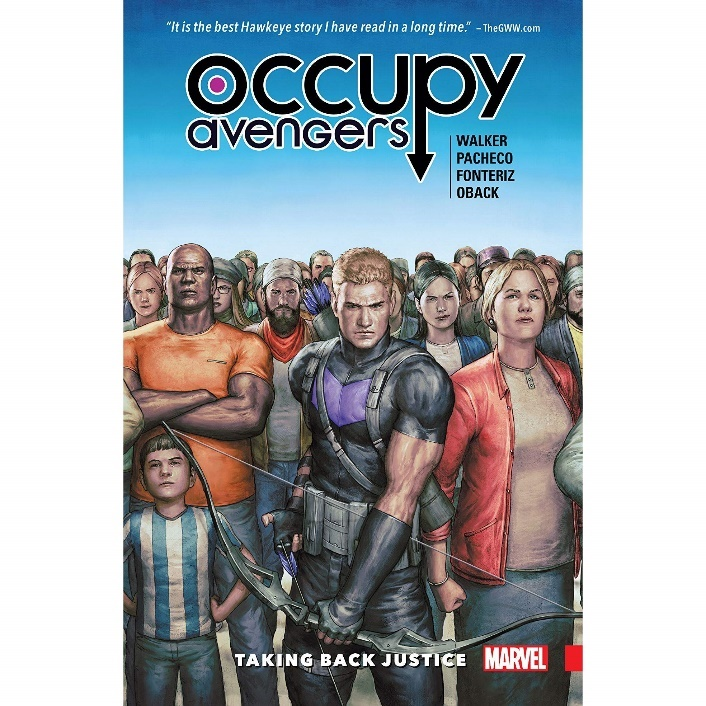 “It is the best Hawkeye story I have read in a long time.” – TheGWW.com
OCCUPY
avengers
WALKER
PACHECO
FONTERIZ
OBACK
TAKING BACK JUSTICE
MARVEL